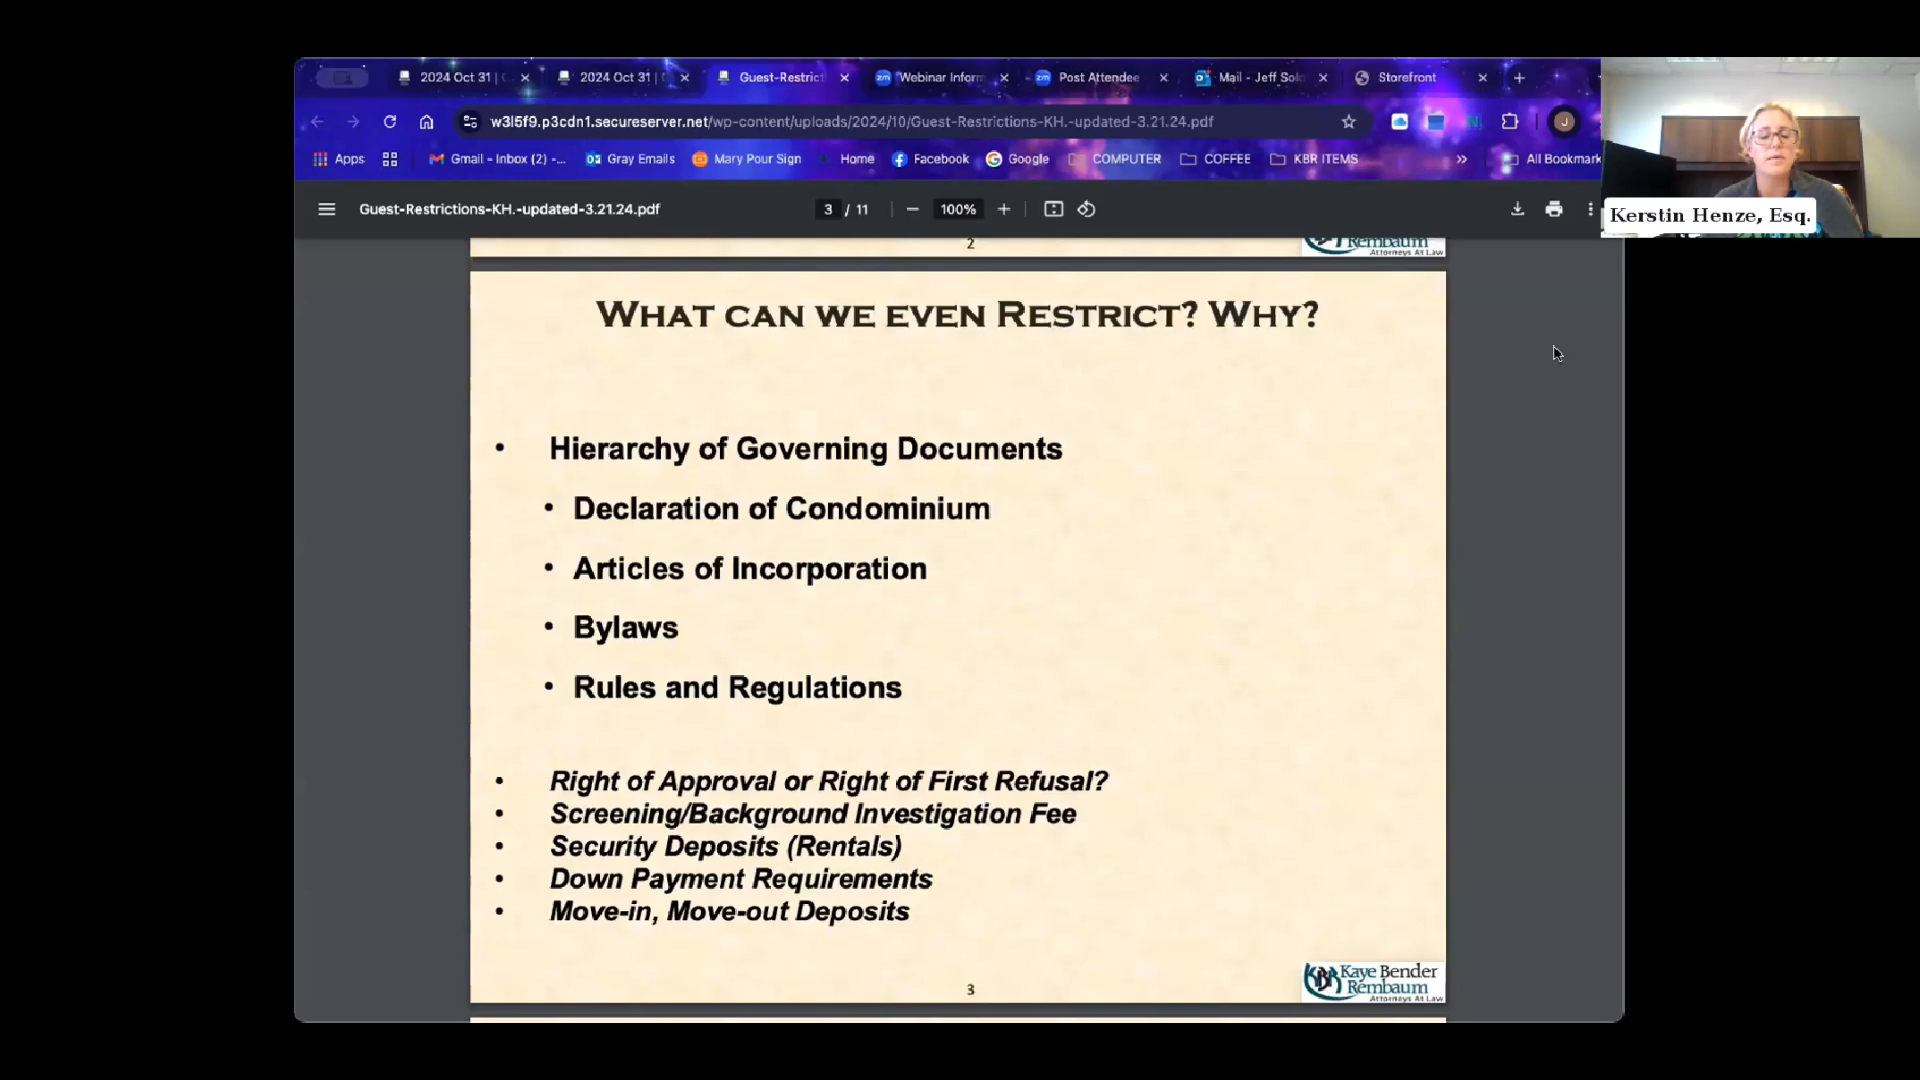 2024 Oct 31 |
2024 Oct 31 |
Guest-Restrict
Webinar Inform
Post Attendee
Mail - Jeff Solo
Storefront
w3l5f9.p3cdn1.secureserver.net/wp-content/uploads/2024/10/Guest-Restrictions-KH.-updated-3.21.24.pdf
J
Apps
Gmail - Inbox (2) -...
Gray Emails
Mary Pour Sign
Home
Facebook
Google
COMPUTER
COFFEE
KBR ITEMS
»
All Bookmark
Guest-Restrictions-KH.-updated-3.21.24.pdf
3 / 11
100%
Kerstin Henze, Esq.
2
Rembaum
Attorneys At Law
WHAT CAN WE EVEN RESTRICT? WHY?
• Hierarchy of Governing Documents
• Declaration of Condominium
• Articles of Incorporation
• Bylaws
• Rules and Regulations
• Right of Approval or Right of First Refusal?
• Screening/Background Investigation Fee
• Security Deposits (Rentals)
• Down Payment Requirements
• Move-in, Move-out Deposits
3
KBR Kaye Bender
Rembaum
Attorneys At Law